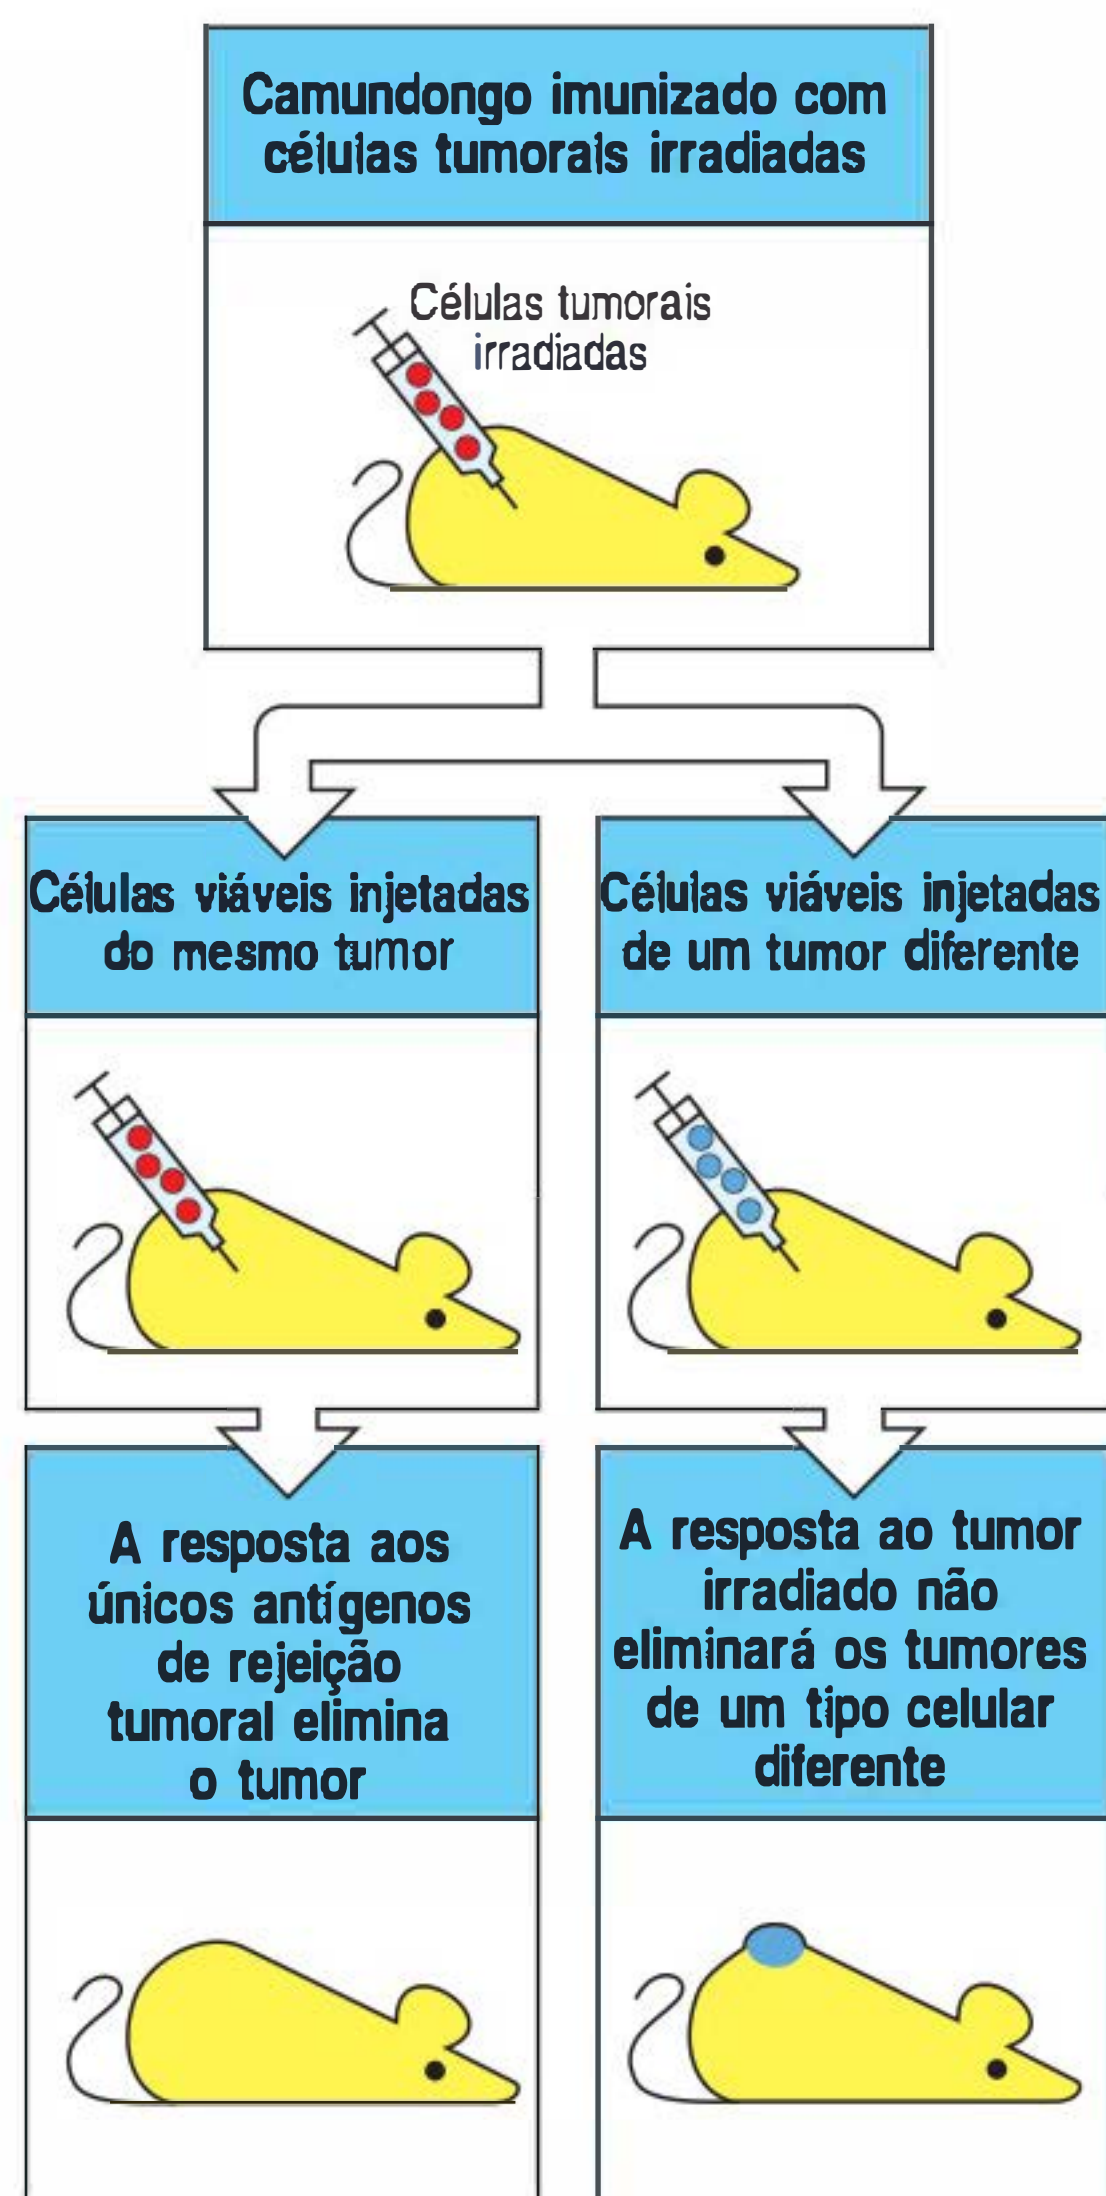 Camundongo imunizado com
células tumorais irradiadas
Células tumorais
irradiadas
Células viáveis injetadas
do mesmo tumor
Células viáveis injetadas
de um tumor diferente
A resposta aos
únicos antígenos
de rejeição
tumoral elimina
o tumor
A resposta ao tumor
irradiado não
eliminará os tumores
de um tipo celular
diferente